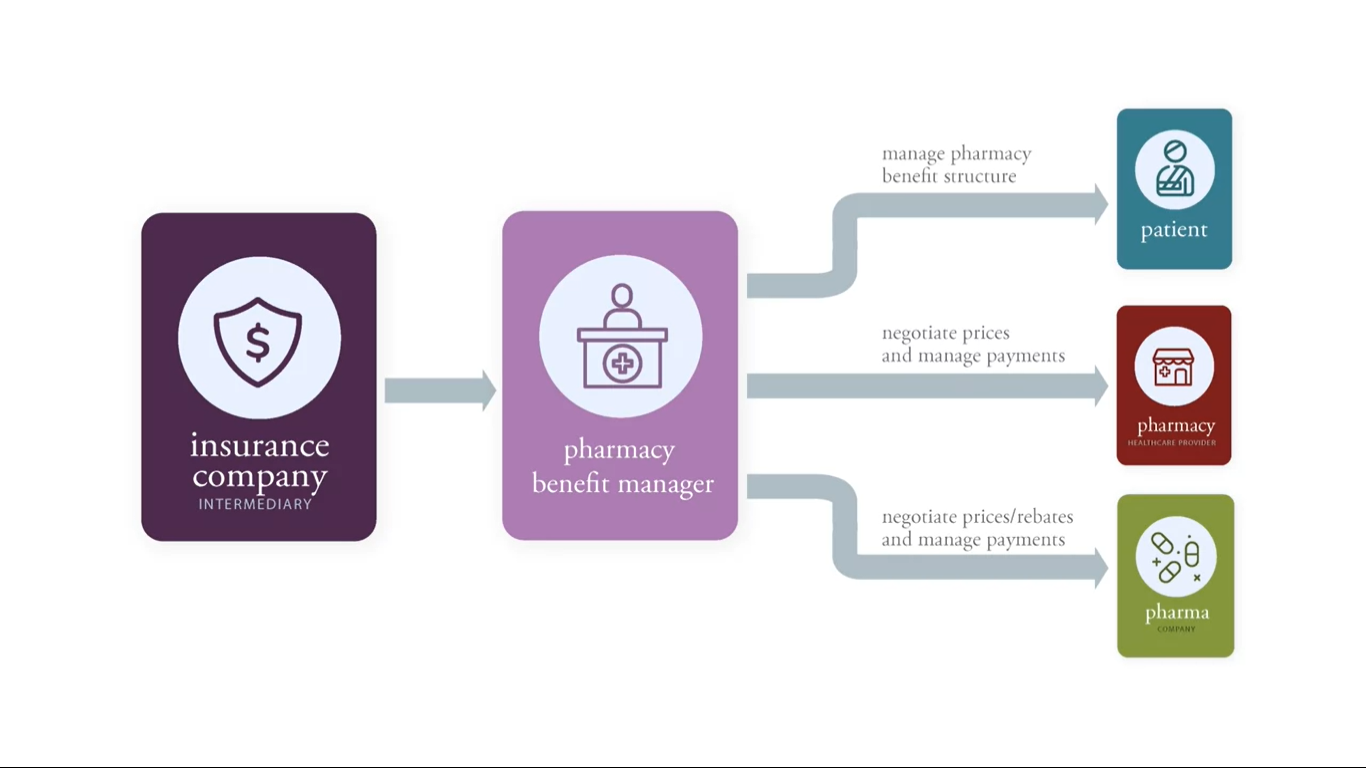 insurance
company
INTERMEDIARY
pharmacy
benefit manager
manage pharmacy
benefit structure
patient
negotiate prices
and manage payments
pharmacy
HEALTHCARE PROVIDER
negotiate prices/rebates
and manage payments
pharma
COMPANY